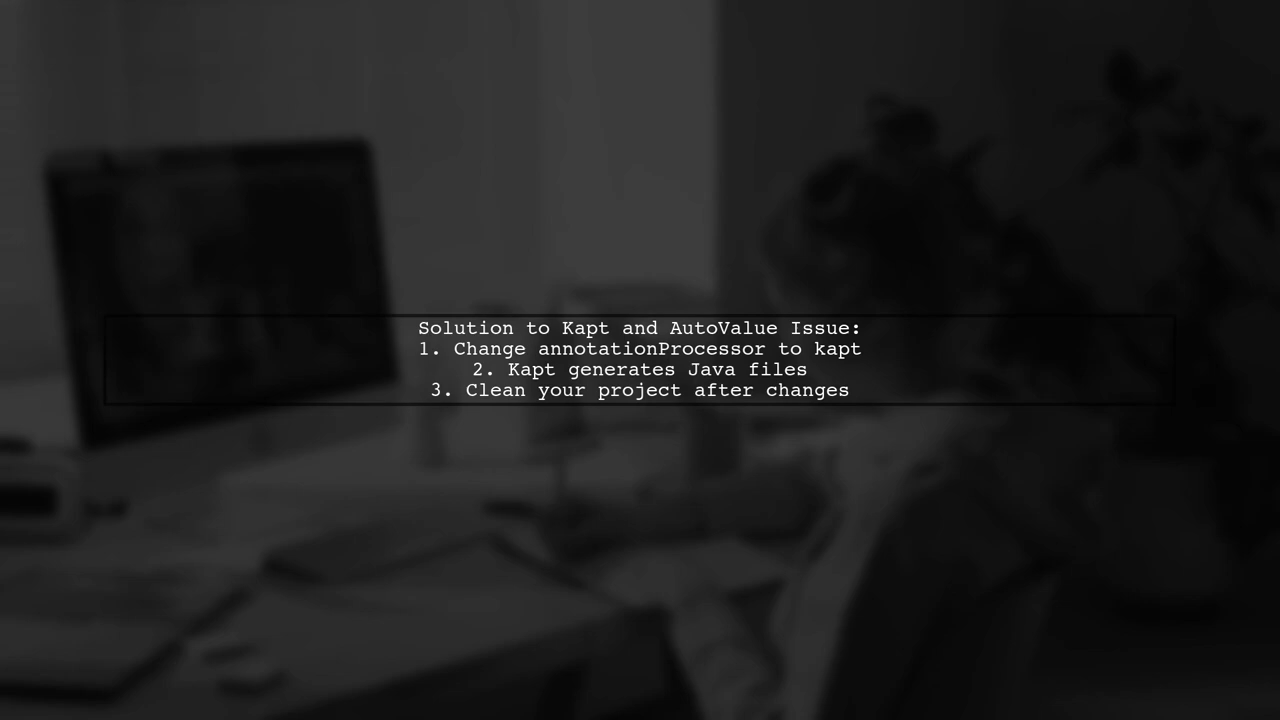 Solution to Kapt and AutoValue Issue:
1. Change annotationProcessor to kapt
2. Kapt generates Java files
3. Clean your project after changes